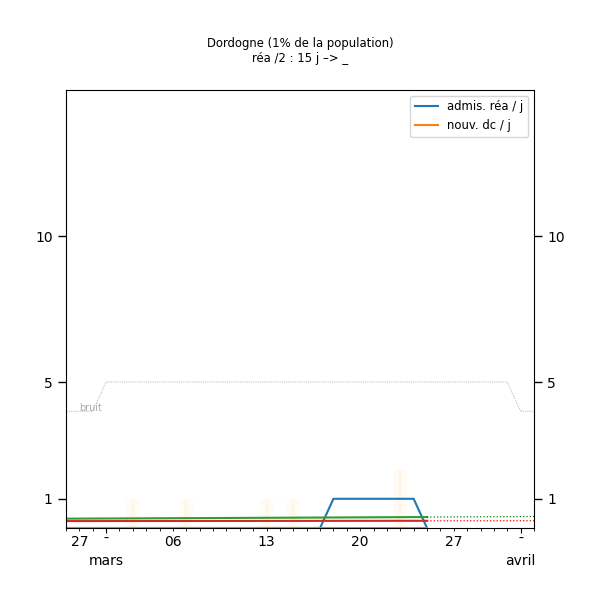 Dordogne (1% de la population)
réa /2 : 15 j –> _
admis. réa / j
nouv. dc / j
10 10
5 5
bruit
1 1
27 - 06 13 20 27 -
mars avril